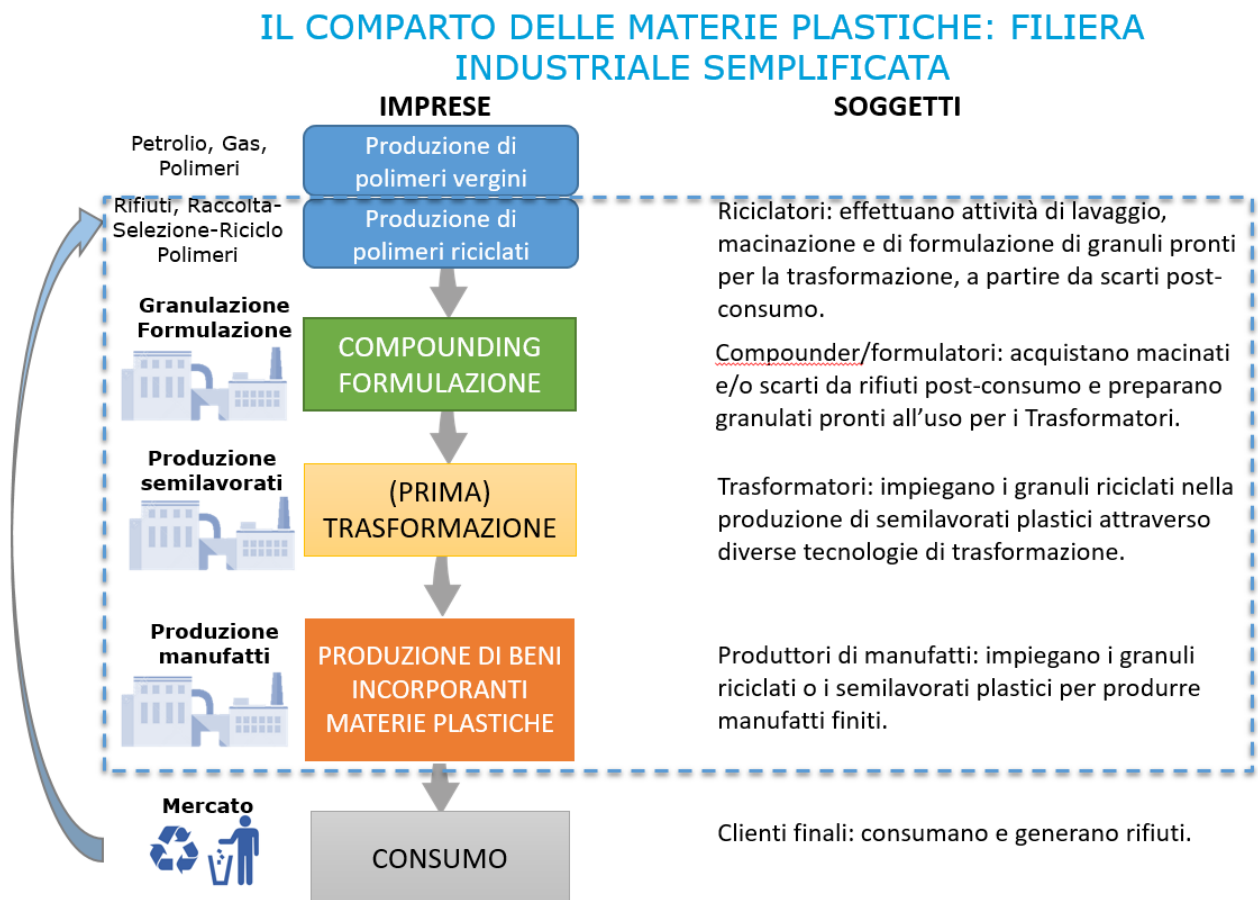 IL COMPARTO DELLE MATERIE PLASTICHE: FILIERA
INDUSTRIALE SEMPLIFICATA
IMPRESE
SOGGETTI
Petrolio, Gas,
Polimeri
Produzione di
polimeri vergini
Rifiuti, Raccolta-
Selezione-Riciclo
Polimeri
Produzione di
polimeri riciclati
Riciclatori: effettuano attività di lavaggio,
macinazione e di formulazione di granuli pronti
per la trasformazione, a partire da scarti post-
consumo.
Granulazione
Formulazione
COMPOUNDING
FORMULAZIONE
Compounder/formulatori: acquistano macinati
e/o scarti da rifiuti post-consumo e preparano
granulati pronti all’uso per i Trasformatori.
Produzione
semilavorati
(PRIMA)
TRASFORMAZIONE
Trasformatori: impiegano i granuli riciclati nella
produzione di semilavorati plastici attraverso
diverse tecnologie di trasformazione.
Produzione
manufatti
PRODUZIONE DI BENI
INCORPORANTI
MATERIE PLASTICHE
Produttori di manufatti: impiegano i granuli
riciclati o i semilavorati plastici per produrre
manufatti finiti.
Mercato
CONSUMO
Clienti finali: consumano e generano rifiuti.